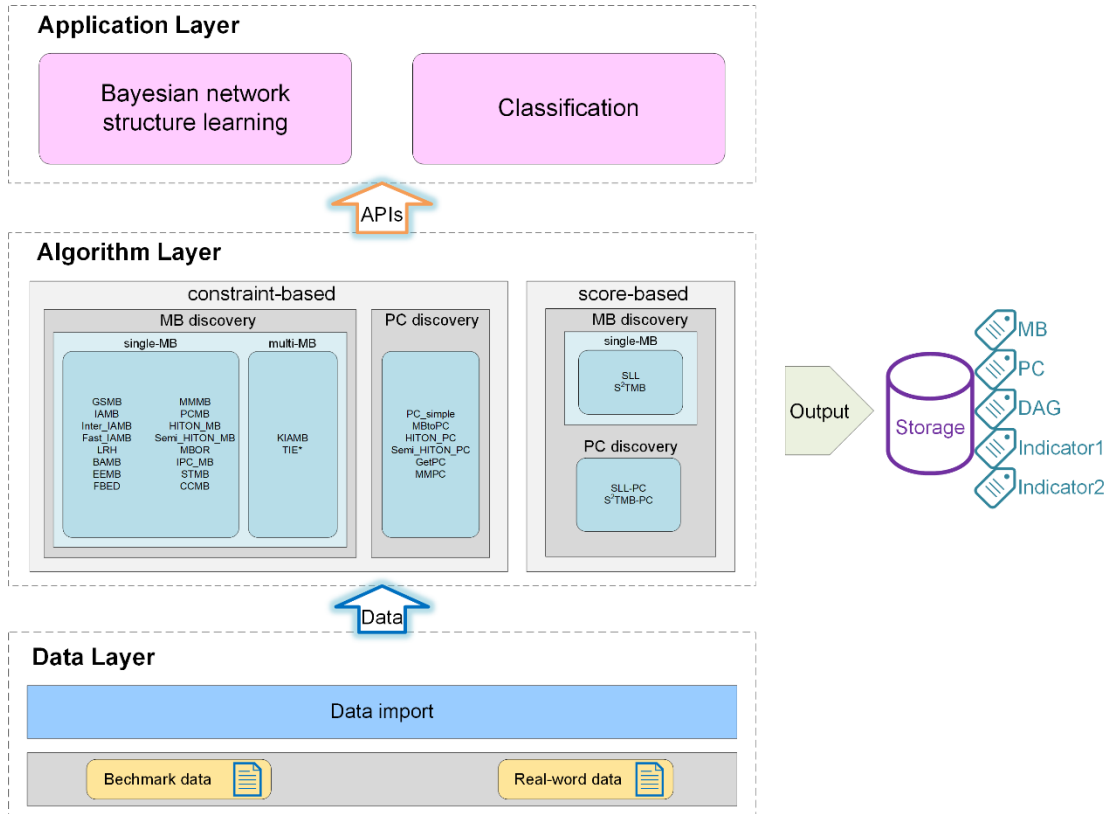 Application Layer
Bayesian network
structure learning
Classification
APIs
Algorithm Layer
constraint-based
MB discovery
single-MB
GSMB
IAMB
Inter_IAMB
Fast_IAMB
LRH
BAMB
EEMB
FBED
MMMB
PCMB
HITON_MB
Semi_HITON_MB
MBOR
IPC_MB
STMB
CCMB
multi-MB
KIAMB
TIE*
PC discovery
PC_simple
MBtoPC
HITON_PC
Semi_HITON_PC
GetPC
MMPC
score-based
MB discovery
single-MB
SLL
S²TMB
PC discovery
SLL-PC
S²TMB-PC
Output
Storage
MB
PC
DAG
Indicator1
Indicator2
Data
Data Layer
Data import
Bechmark data
Real-word data